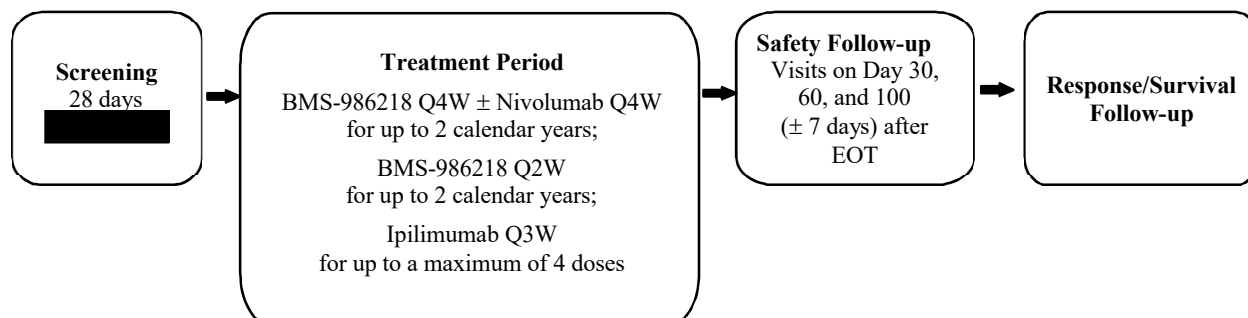 Screening
28 days
Treatment Period
BMS-986218 Q4W ± Nivolumab Q4W
for up to 2 calendar years;
BMS-986218 Q2W
for up to 2 calendar years;
Ipilimumab Q3W
for up to a maximum of 4 doses
Safety Follow-up
Visits on Day 30,
60, and 100
(± 7 days) after
EOT
Response/Survival
Follow-up